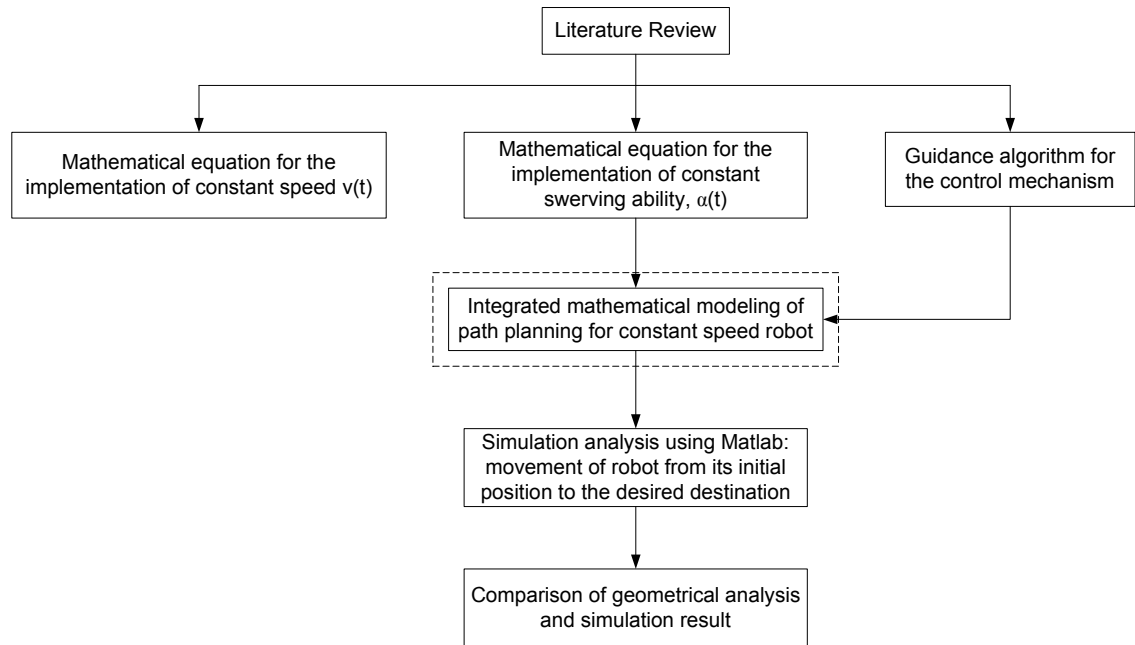 Literature Review
Mathematical equation for the
implementation of constant speed v(t)
Mathematical equation for the
implementation of constant
swerving ability, α(t)
Guidance algorithm for
the control mechanism
Integrated mathematical modeling of
path planning for constant speed robot
Simulation analysis using Matlab:
movement of robot from its initial
position to the desired destination
Comparison of geometrical analysis
and simulation result